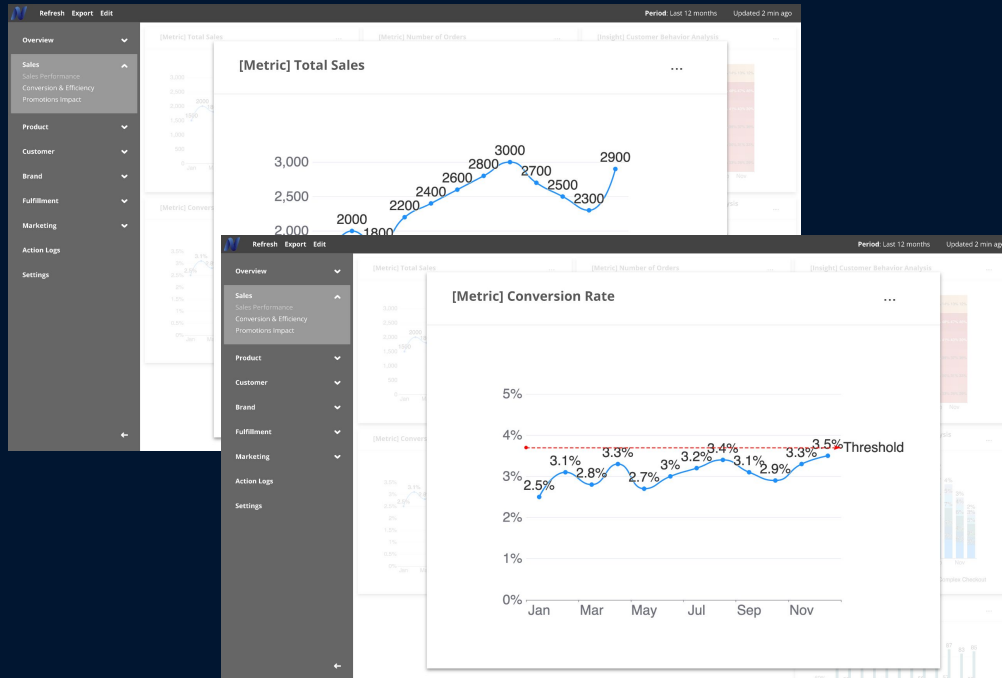 Refresh Export Edit
Period: Last 12 months Updated 2 min ago
Overview
Sales
Sales Performance
Conversion & Efficiency
Promotions Impact
Product
Customer
Brand
Fulfillment
Marketing
Action Logs
Settings
[Metric] Total Sales
[Metric] Number of Orders
[Insight] Customer Behavior Analysis
[Metric] Total Sales
...
3,000
2,500
2,000
2000
1800
2200
2400
2600
2800
3000
2700
2500
2300
2900
Refresh Export Edit
Period: Last 12 months Updated 2 min ago
Overview
Sales
Sales Performance
Conversion & Efficiency
Promotions Impact
Product
Customer
Brand
Fulfillment
Marketing
Action Logs
Settings
[Metric] Total Sales
[Metric] Number of Orders
[Insight] Customer Behavior Analysis
[Metric] Conversion Rate
...
5%
4%
3%
2%
1%
0%
2.5%
3.1%
2.8%
3.3%
2.7%
3%
3.2%
3.4%
3.1%
2.9%
3.3%
3.5%
Threshold
Jan Mar May Jul Sep Nov